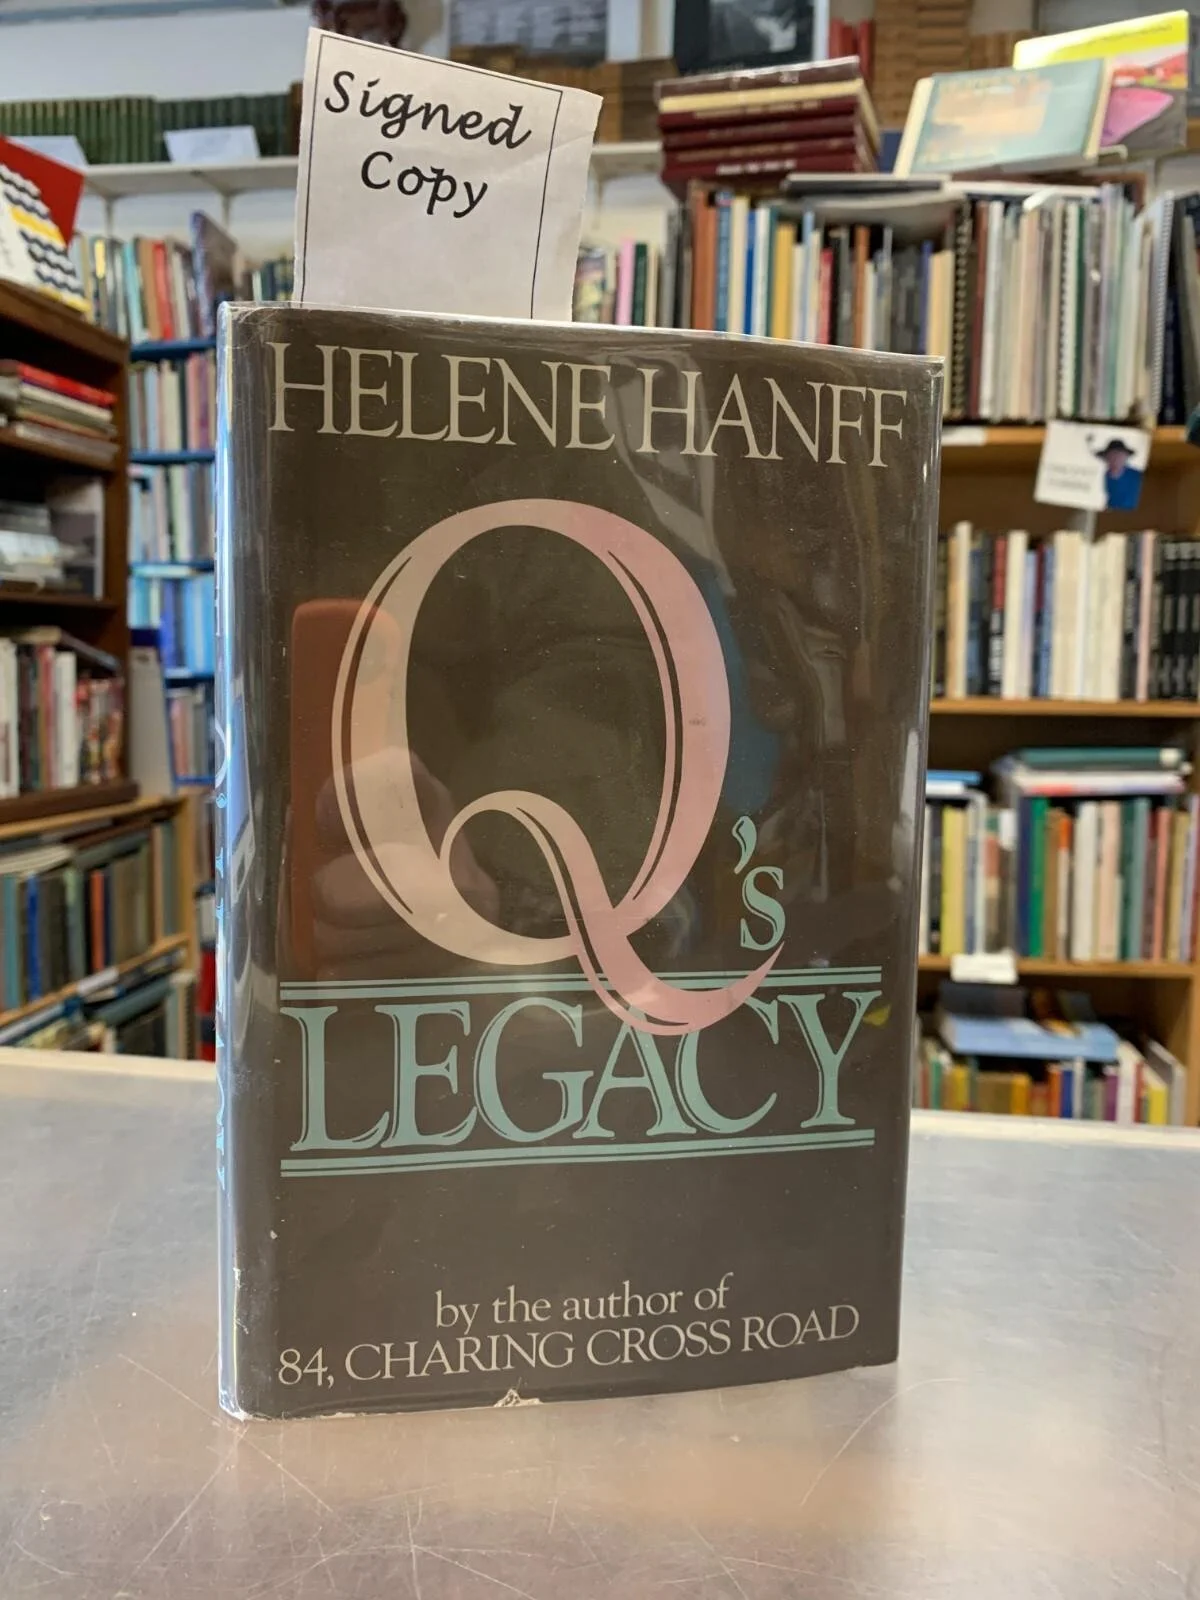 Signed
Copy
HELENE HANFF
Q's
LEGACY
by the author of
84, CHARING CROSS ROAD